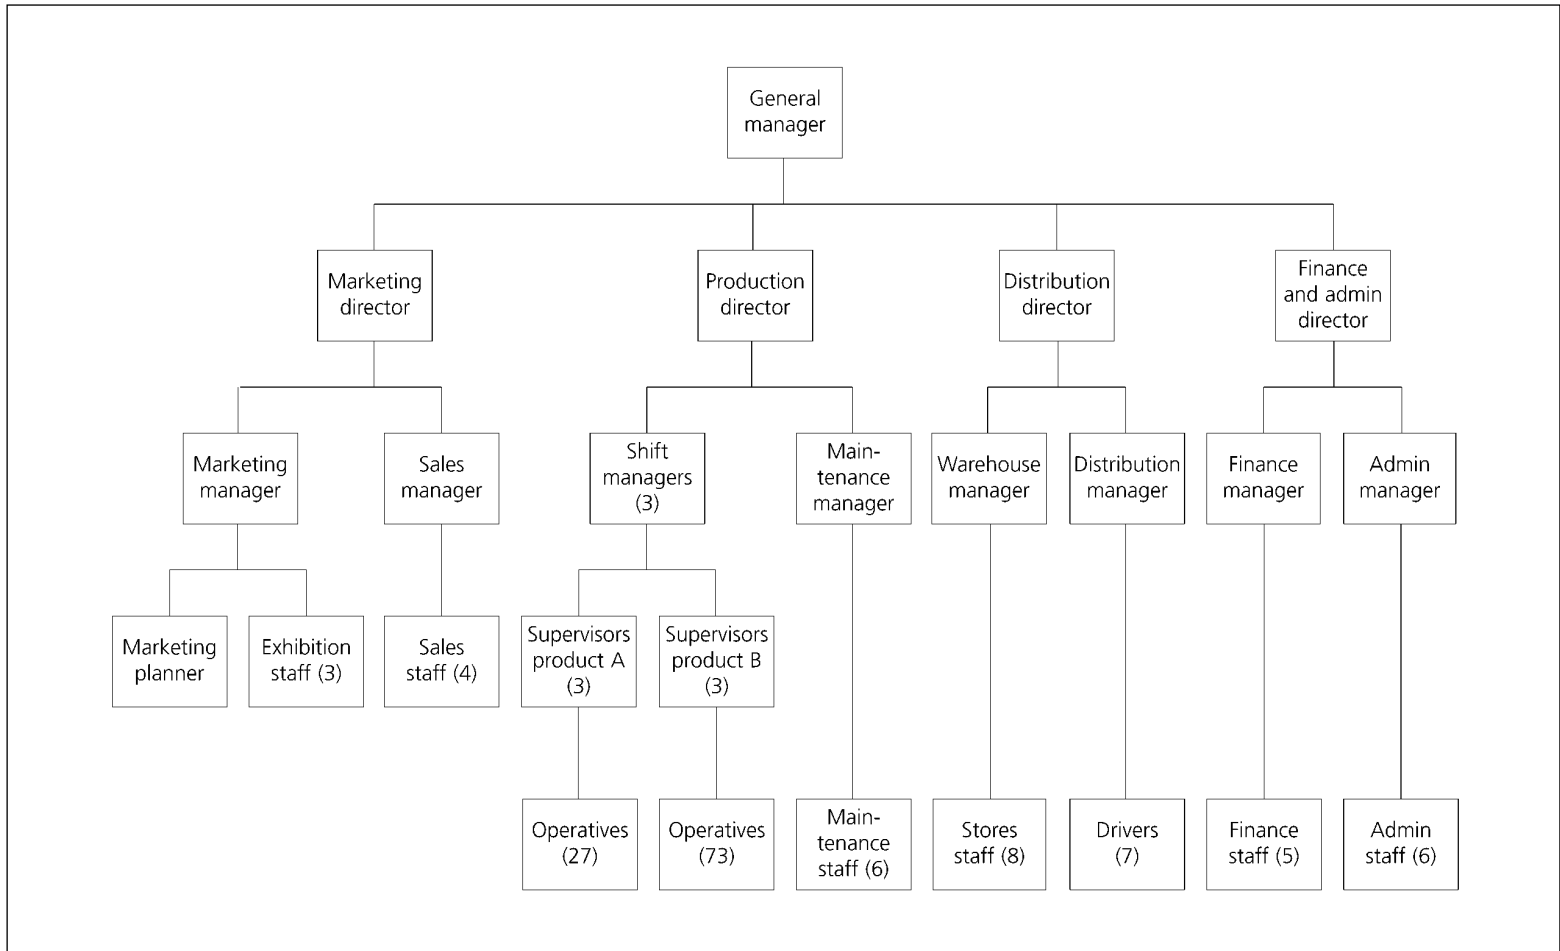 General
manager
Marketing
director
Production
director
Distribution
director
Finance
and admin
director
Marketing
manager
Sales
manager
Shift
managers
(3)
Main-
tenance
manager
Warehouse
manager
Distribution
manager
Finance
manager
Admin
manager
Marketing
planner
Exhibition
staff (3)
Sales
staff (4)
Supervisors
product A
(3)
Supervisors
product B
(3)
Operatives
(27)
Operatives
(73)
Main-
tenance
staff (6)
Stores
staff (8)
Drivers
(7)
Finance
staff (5)
Admin
staff (6)